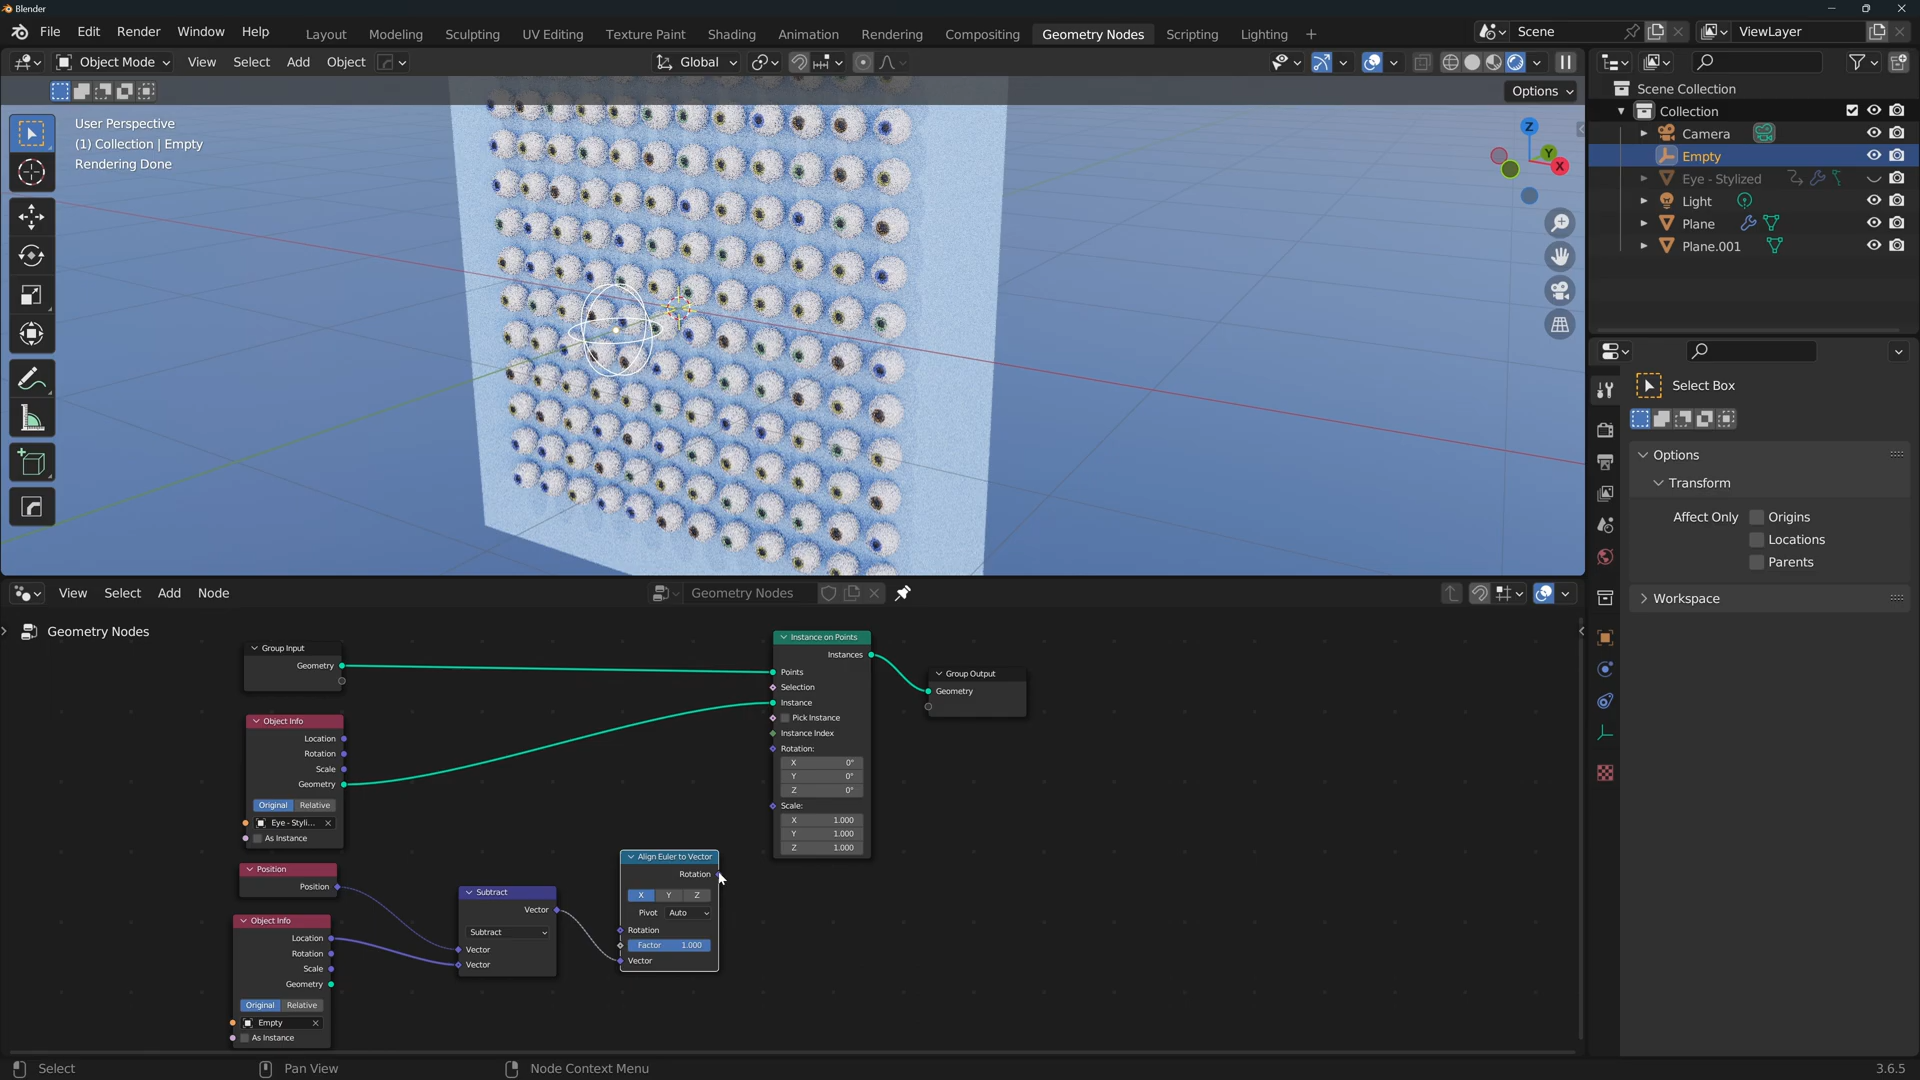 Blender
File Edit Render Window Help
Layout Modeling Sculpting UV Editing Texture Paint Shading Animation Rendering Compositing Geometry Nodes Scripting Lighting +
Scene
ViewLayer
Object Mode View Select Add Object
Global
Options
User Perspective
(1) Collection | Empty
Rendering Done
Z
Y
X
Scene Collection
Collection
Camera
Empty
Eye - Stylized
Light
Plane
Plane.001
Select Box
Options
Transform
Affect Only Origins
Locations
Parents
Workspace
View Select Add Node
Geometry Nodes
Geometry Nodes
Group Input
Geometry
Object Info
Location
Rotation
Scale
Geometry
Original Relative
Eye - Styli...
As Instance
Position
Position
Object Info
Location
Rotation
Scale
Geometry
Original Relative
Empty
As Instance
Subtract
Vector
Subtract
Vector
Vector
Align Euler to Vector
Rotation
X Y Z
Pivot Auto
Rotation
Factor 1.000
Vector
Instance on Points
Instances
Points
Selection
Instance
Pick Instance
Instance Index
Rotation:
X 0°
Y 0°
Z 0°
Scale:
X 1.000
Y 1.000
Z 1.000
Group Output
Geometry
Select
Pan View
Node Context Menu
3.6.5